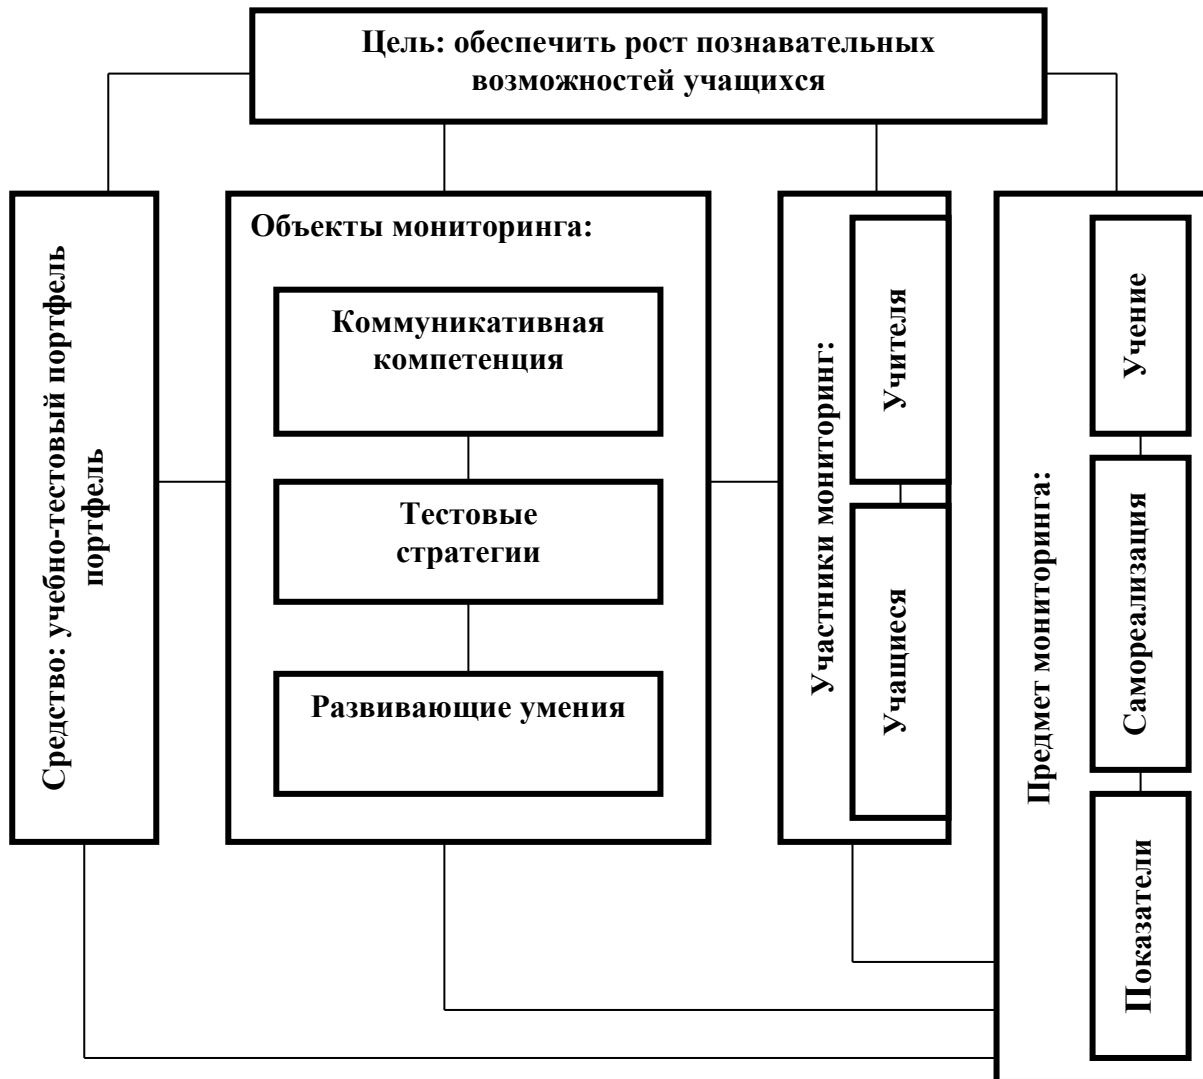 Цель: обеспечить рост познавательных
возможностей учащихся
Средство: учебно-тестовый портфель
портфель
Объекты мониторинга:
Коммуникативная
компетенция
Тестовые
стратегии
Развивающие умения
Участники мониторинг:
Учителя
Учащиеся
Предмет мониторинга:
Учение
Самореализация
Показатели